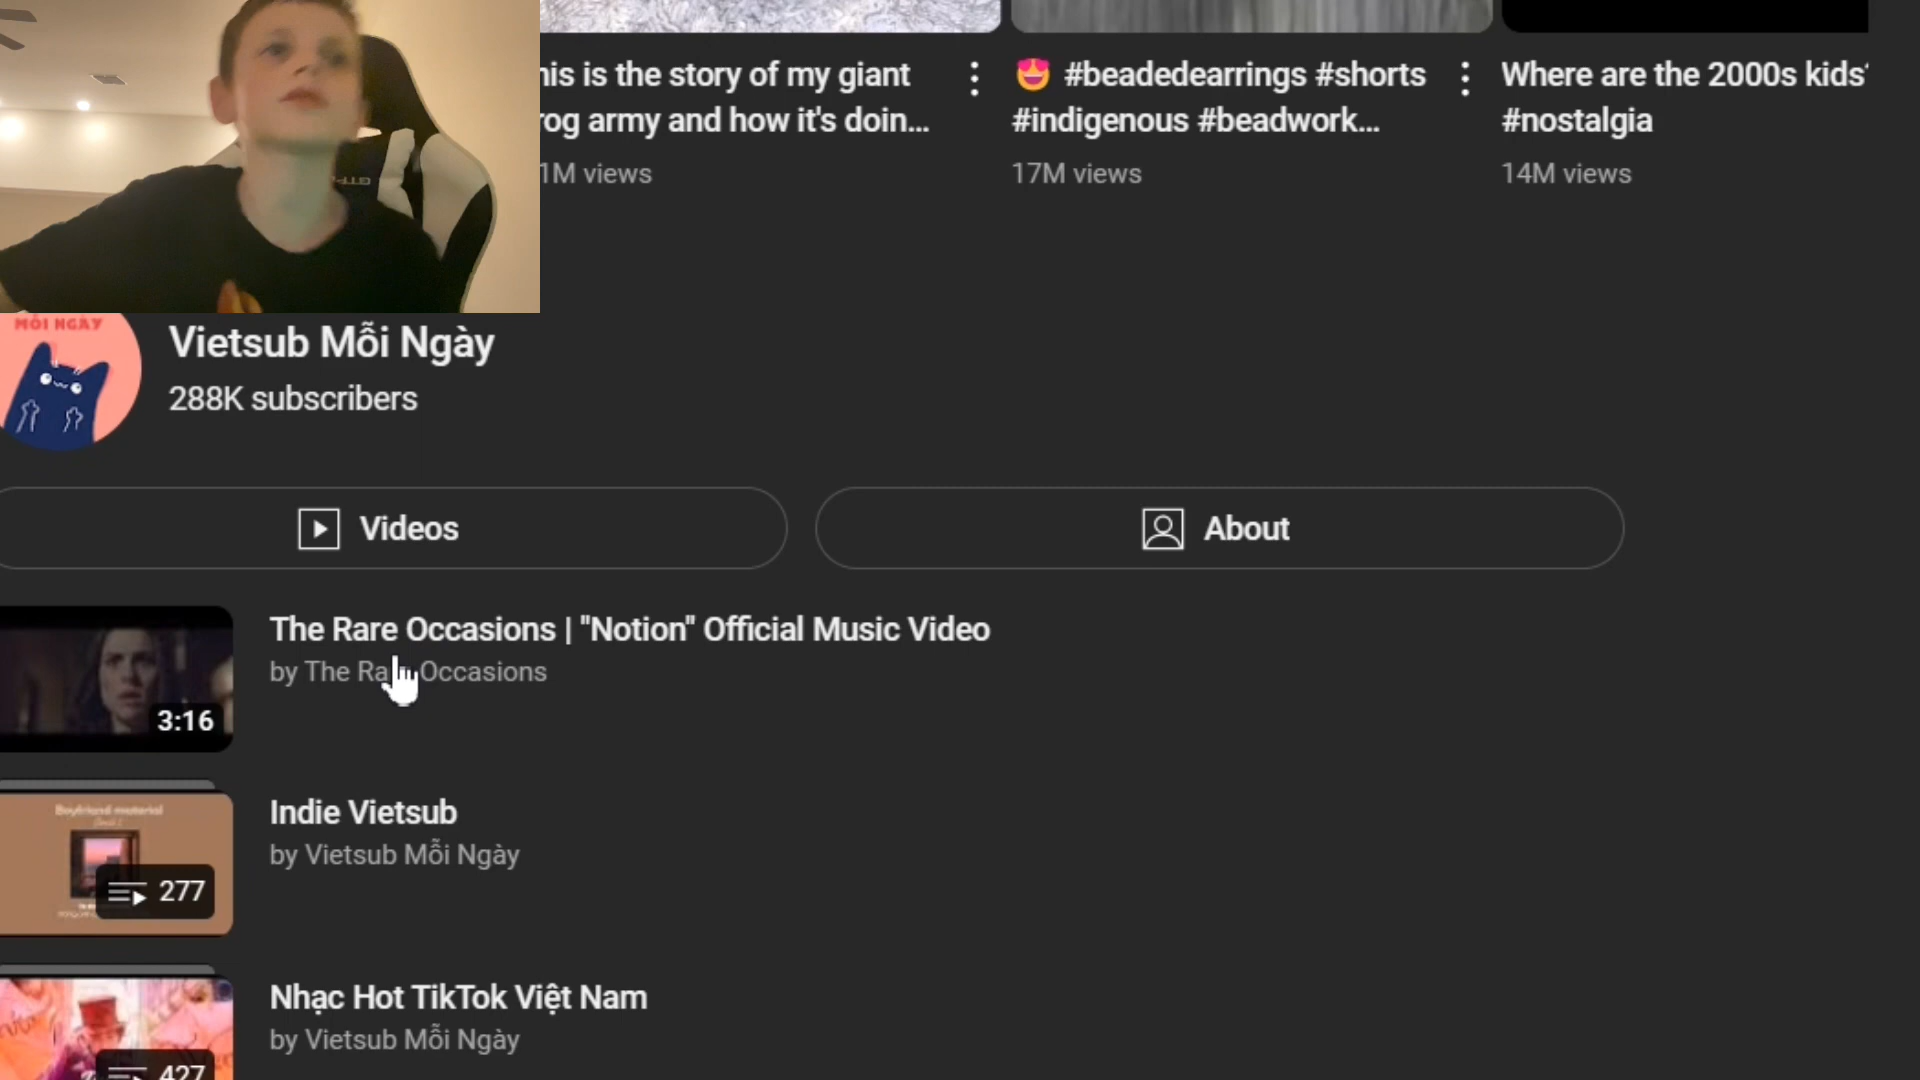 his is the story of my giant
rog army and how it's doin...
1M views
😍 #beadedearrings #shorts
#indigenous #beadwork...
17M views
Where are the 2000s kids
#nostalgia
14M views
MỖI NGÀY
Vietsub Mỗi Ngày
288K subscribers
Videos
About
The Rare Occasions | "Notion" Official Music Video
by The Ra Occasions
3:16
Indie Vietsub
by Vietsub Mỗi Ngày
Boyfriend material
277
Nhạc Hot TikTok Việt Nam
by Vietsub Mỗi Ngày
427